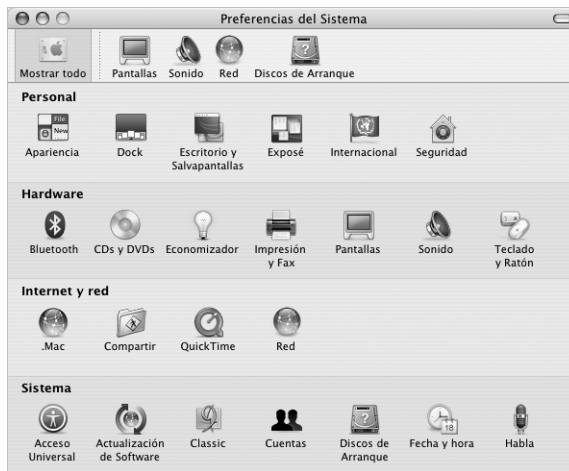 Preferencias del Sistema
Mostrar todo Pantallas Sonido Red Discos de Arranque
Personal
File
New
Apariencia Dock Escritorio y Salvapantallas Exposé Internacional Seguridad
Hardware
Bluetooth CDs y DVDs Economizador Impresión y Fax Pantallas Sonido Teclado y Ratón
Internet y red
.Mac Compartir QuickTime Red
Sistema
?
18
Acceso Universal Actualización de Software Classic Cuentas Discos de Arranque Fecha y hora Habla